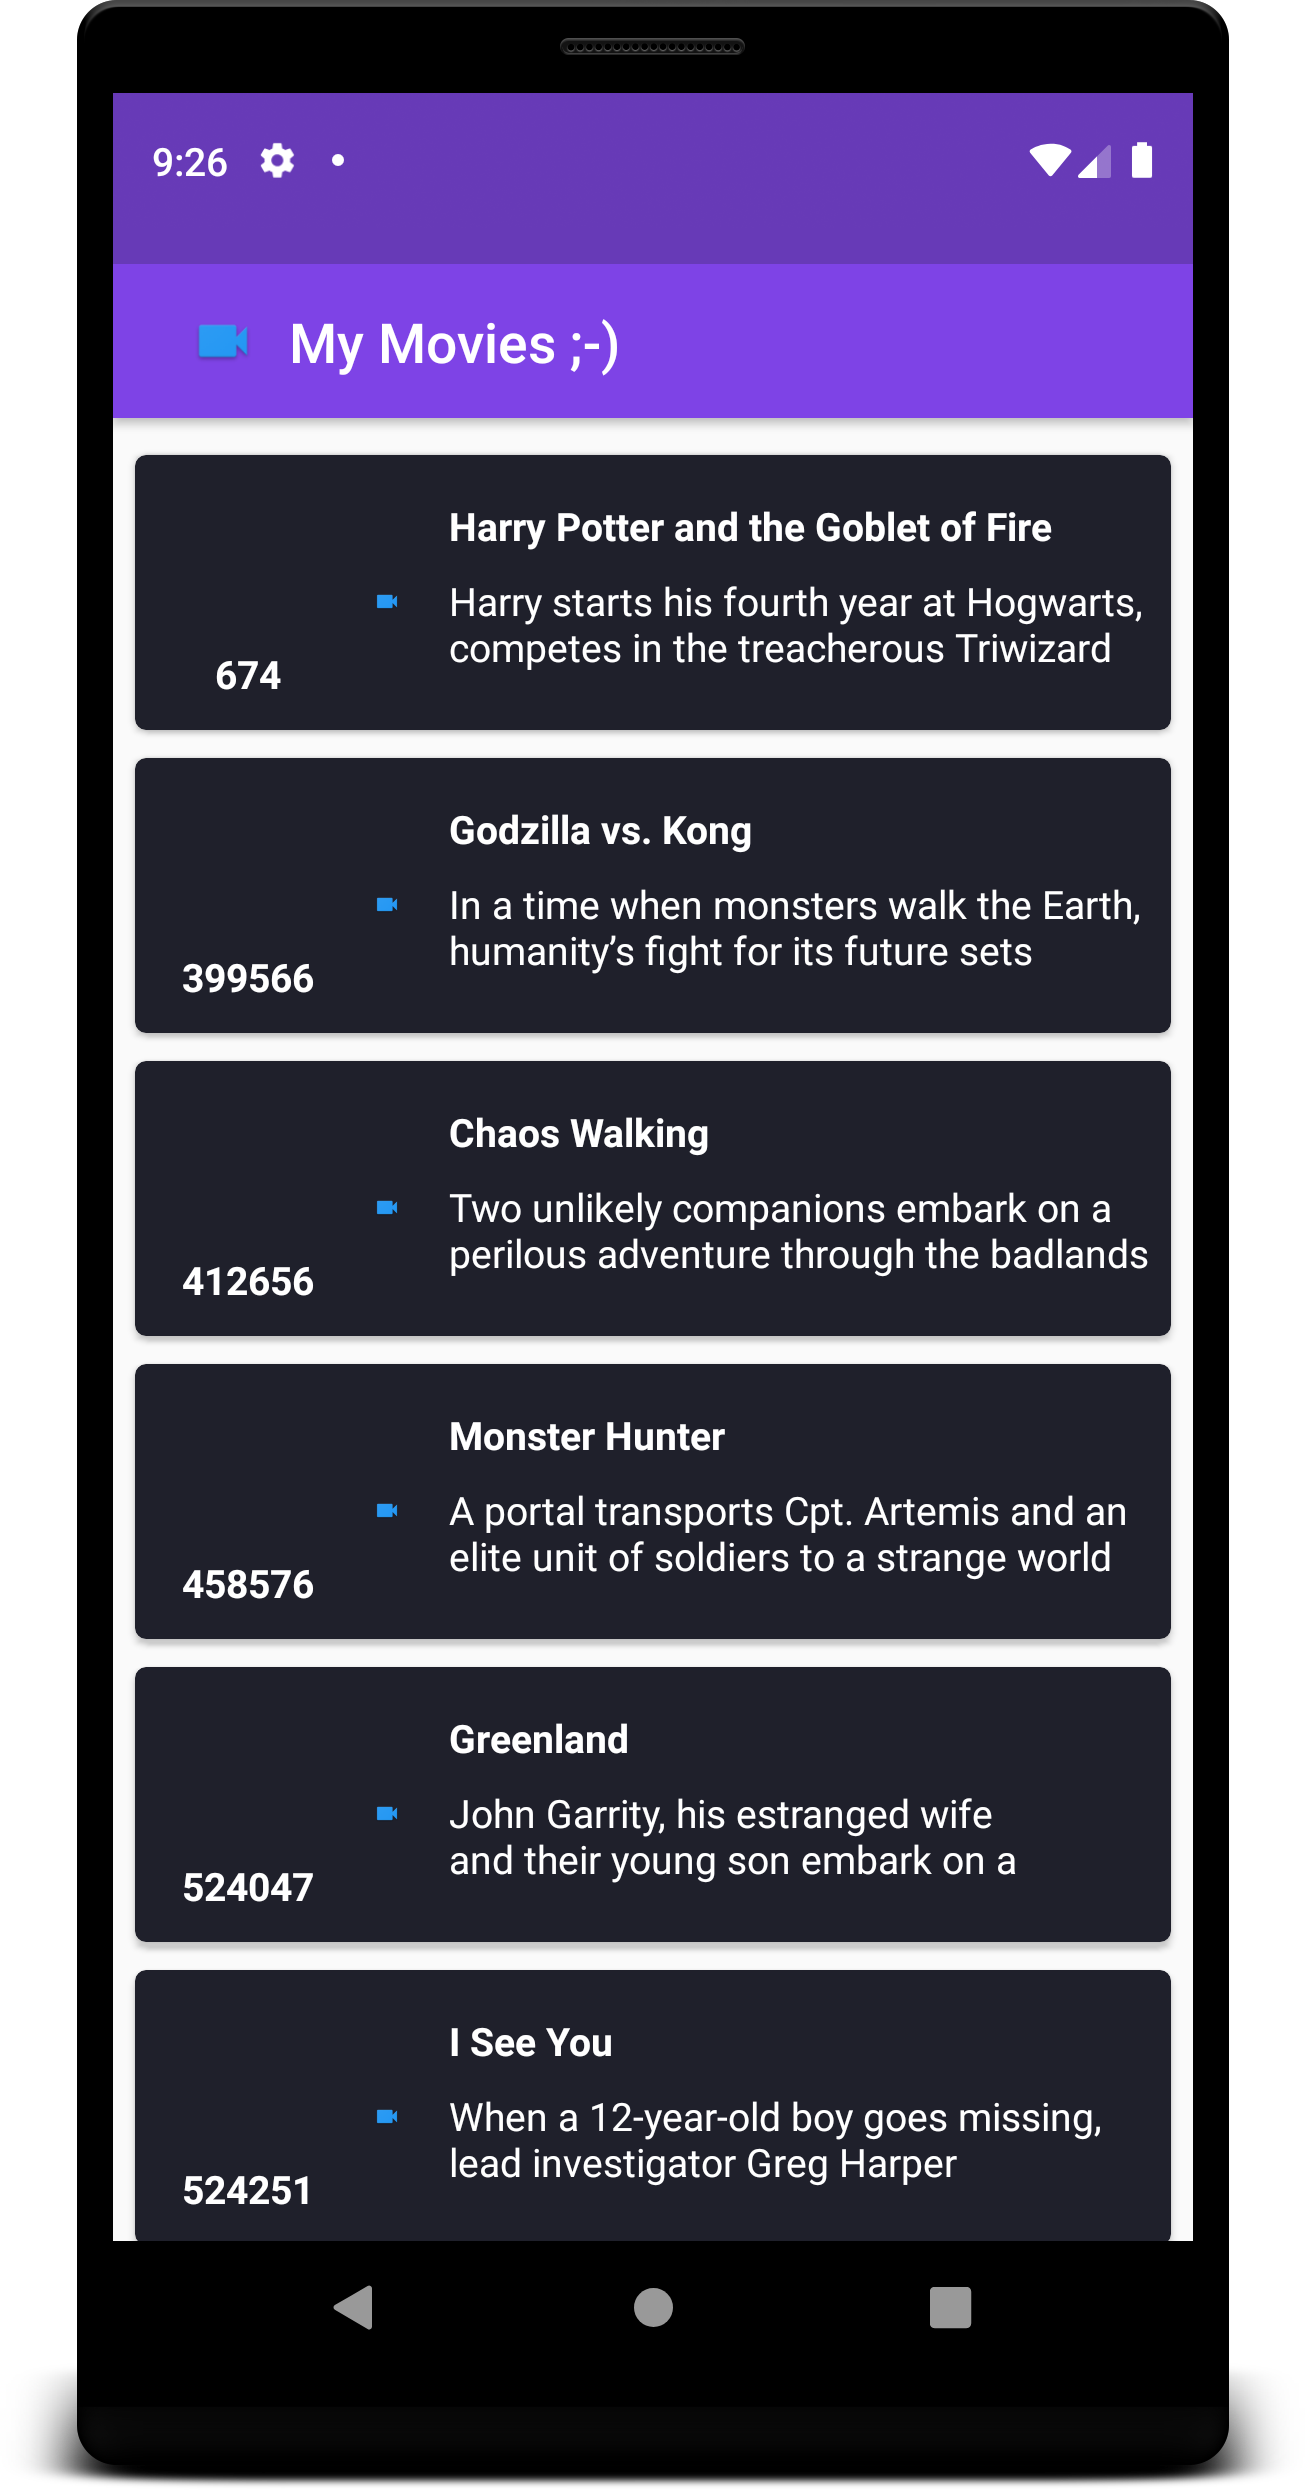 9:26
My Movies ;-)
Harry Potter and the Goblet of Fire
Harry starts his fourth year at Hogwarts,
competes in the treacherous Triwizard
674
Godzilla vs. Kong
In a time when monsters walk the Earth,
humanity’s fight for its future sets
399566
Chaos Walking
Two unlikely companions embark on a
perilous adventure through the badlands
412656
Monster Hunter
A portal transports Cpt. Artemis and an
elite unit of soldiers to a strange world
458576
Greenland
John Garrity, his estranged wife
and their young son embark on a
524047
I See You
When a 12-year-old boy goes missing,
lead investigator Greg Harper
524251